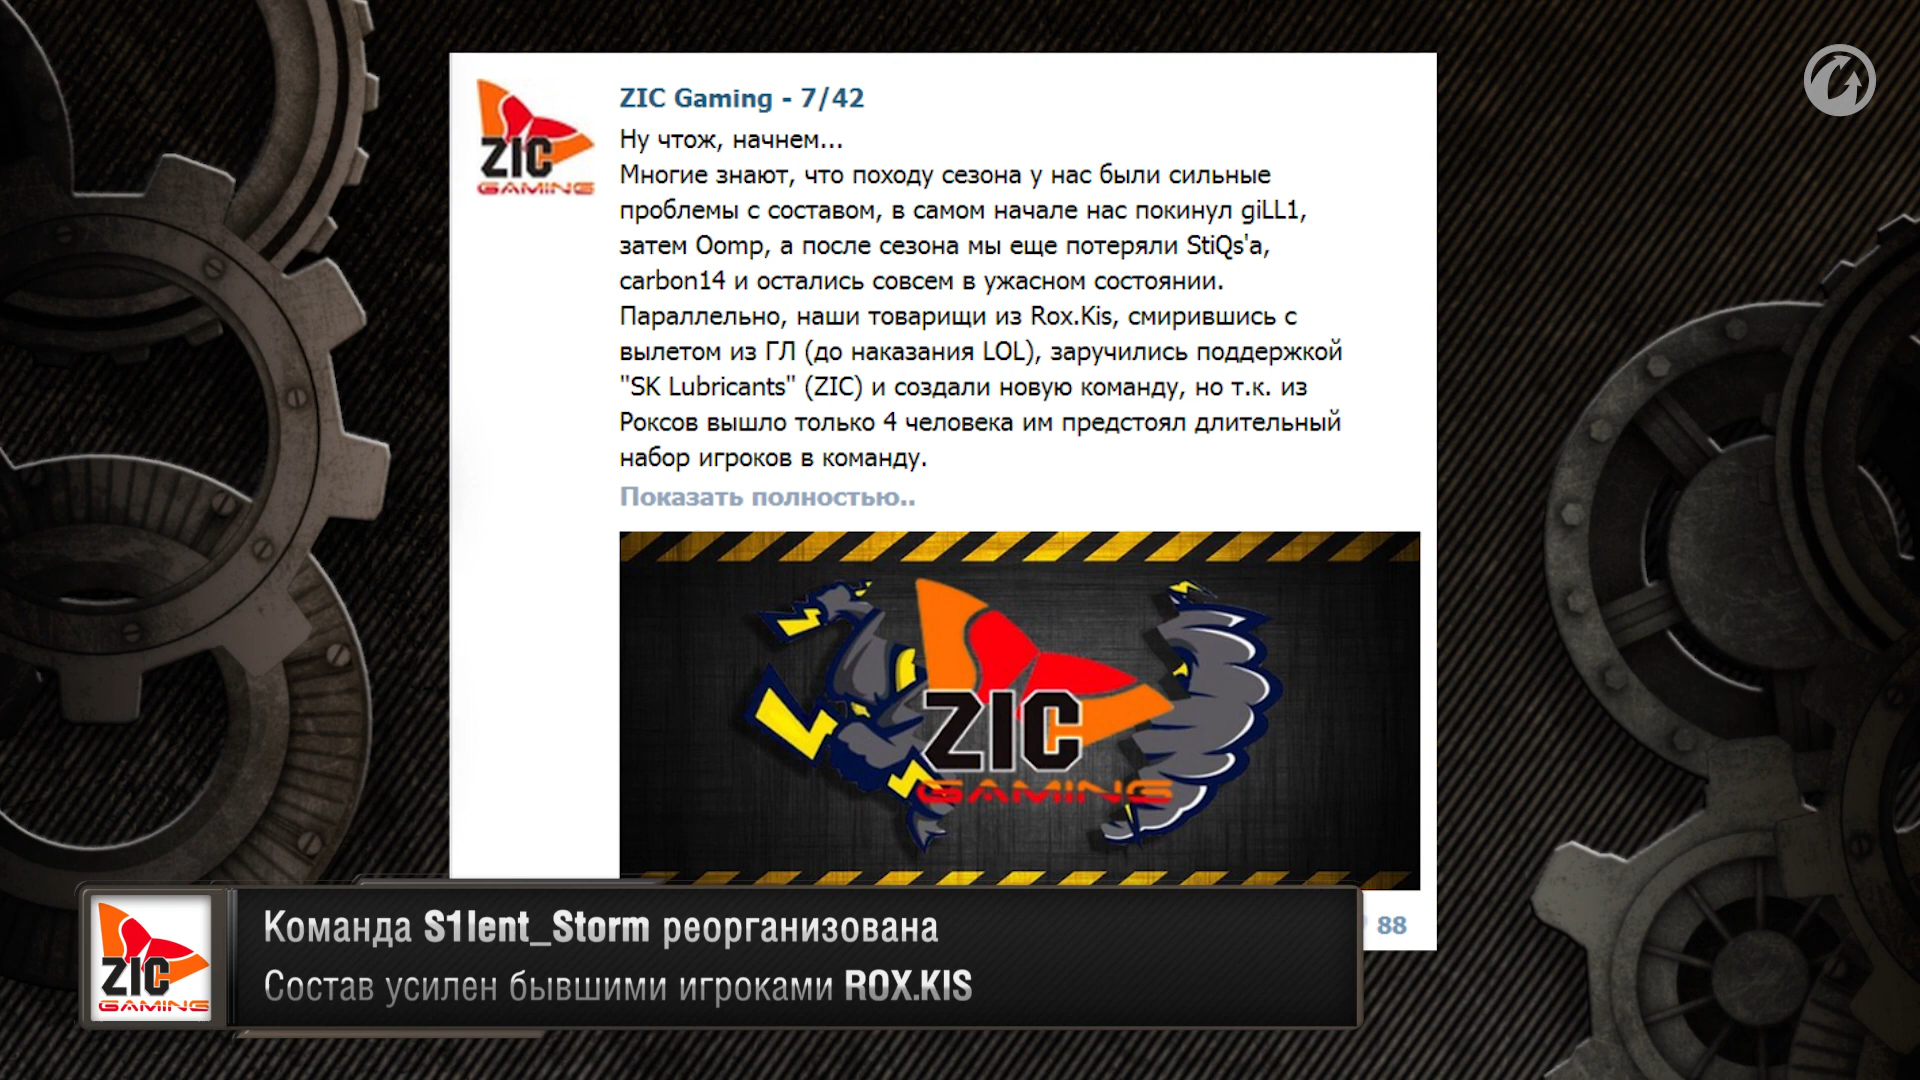 ZIC GAMING
ZIC Gaming - 7/42
Ну чтож, начнем...
Многие знают, что походу сезона у нас были сильные
проблемы с составом, в самом начале нас покинул giLL1,
затем Oomp, а после сезона мы еще потеряли StiQs'a,
carbon14 и остались совсем в ужасном состоянии.
Параллельно, наши товарищи из Rox.Kis, смирившись с
вылетом из ГЛ (до наказания LOL), заручились поддержкой
"SK Lubricants" (ZIC) и создали новую команду, но т.к. из
Роксов вышло только 4 человека им предстоял длительный
набор игроков в команду.
Показать полностью..
ZIC
GAMING
88
ZIC
GAMING
Команда S1lent_Storm реорганизована
Состав усилен бывшими игроками ROX.KIS